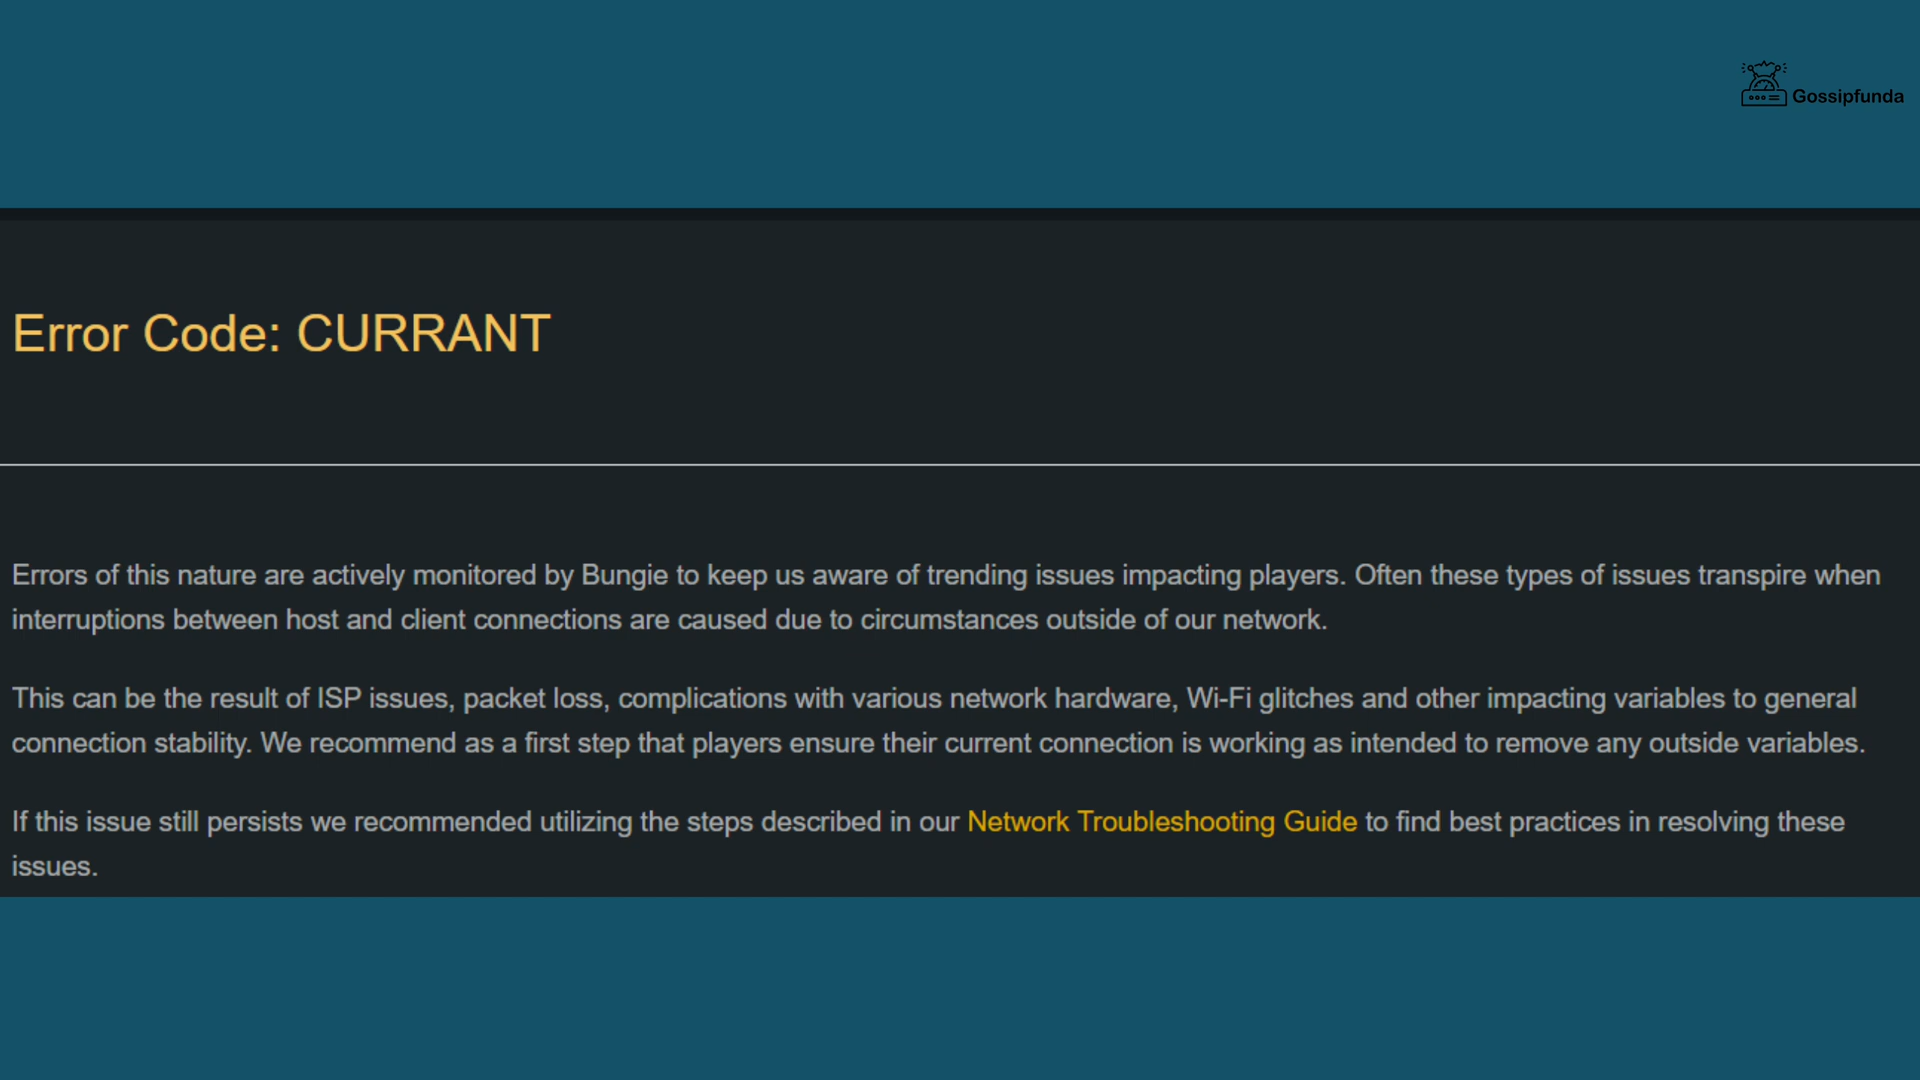 Gossipfunda
Error Code: CURRANT
Errors of this nature are actively monitored by Bungie to keep us aware of trending issues impacting players. Often these types of issues transpire when
interruptions between host and client connections are caused due to circumstances outside of our network.
This can be the result of ISP issues, packet loss, complications with various network hardware, Wi-Fi glitches and other impacting variables to general
connection stability. We recommend as a first step that players ensure their current connection is working as intended to remove any outside variables.
If this issue still persists we recommended utilizing the steps described in our Network Troubleshooting Guide to find best practices in resolving these
issues.